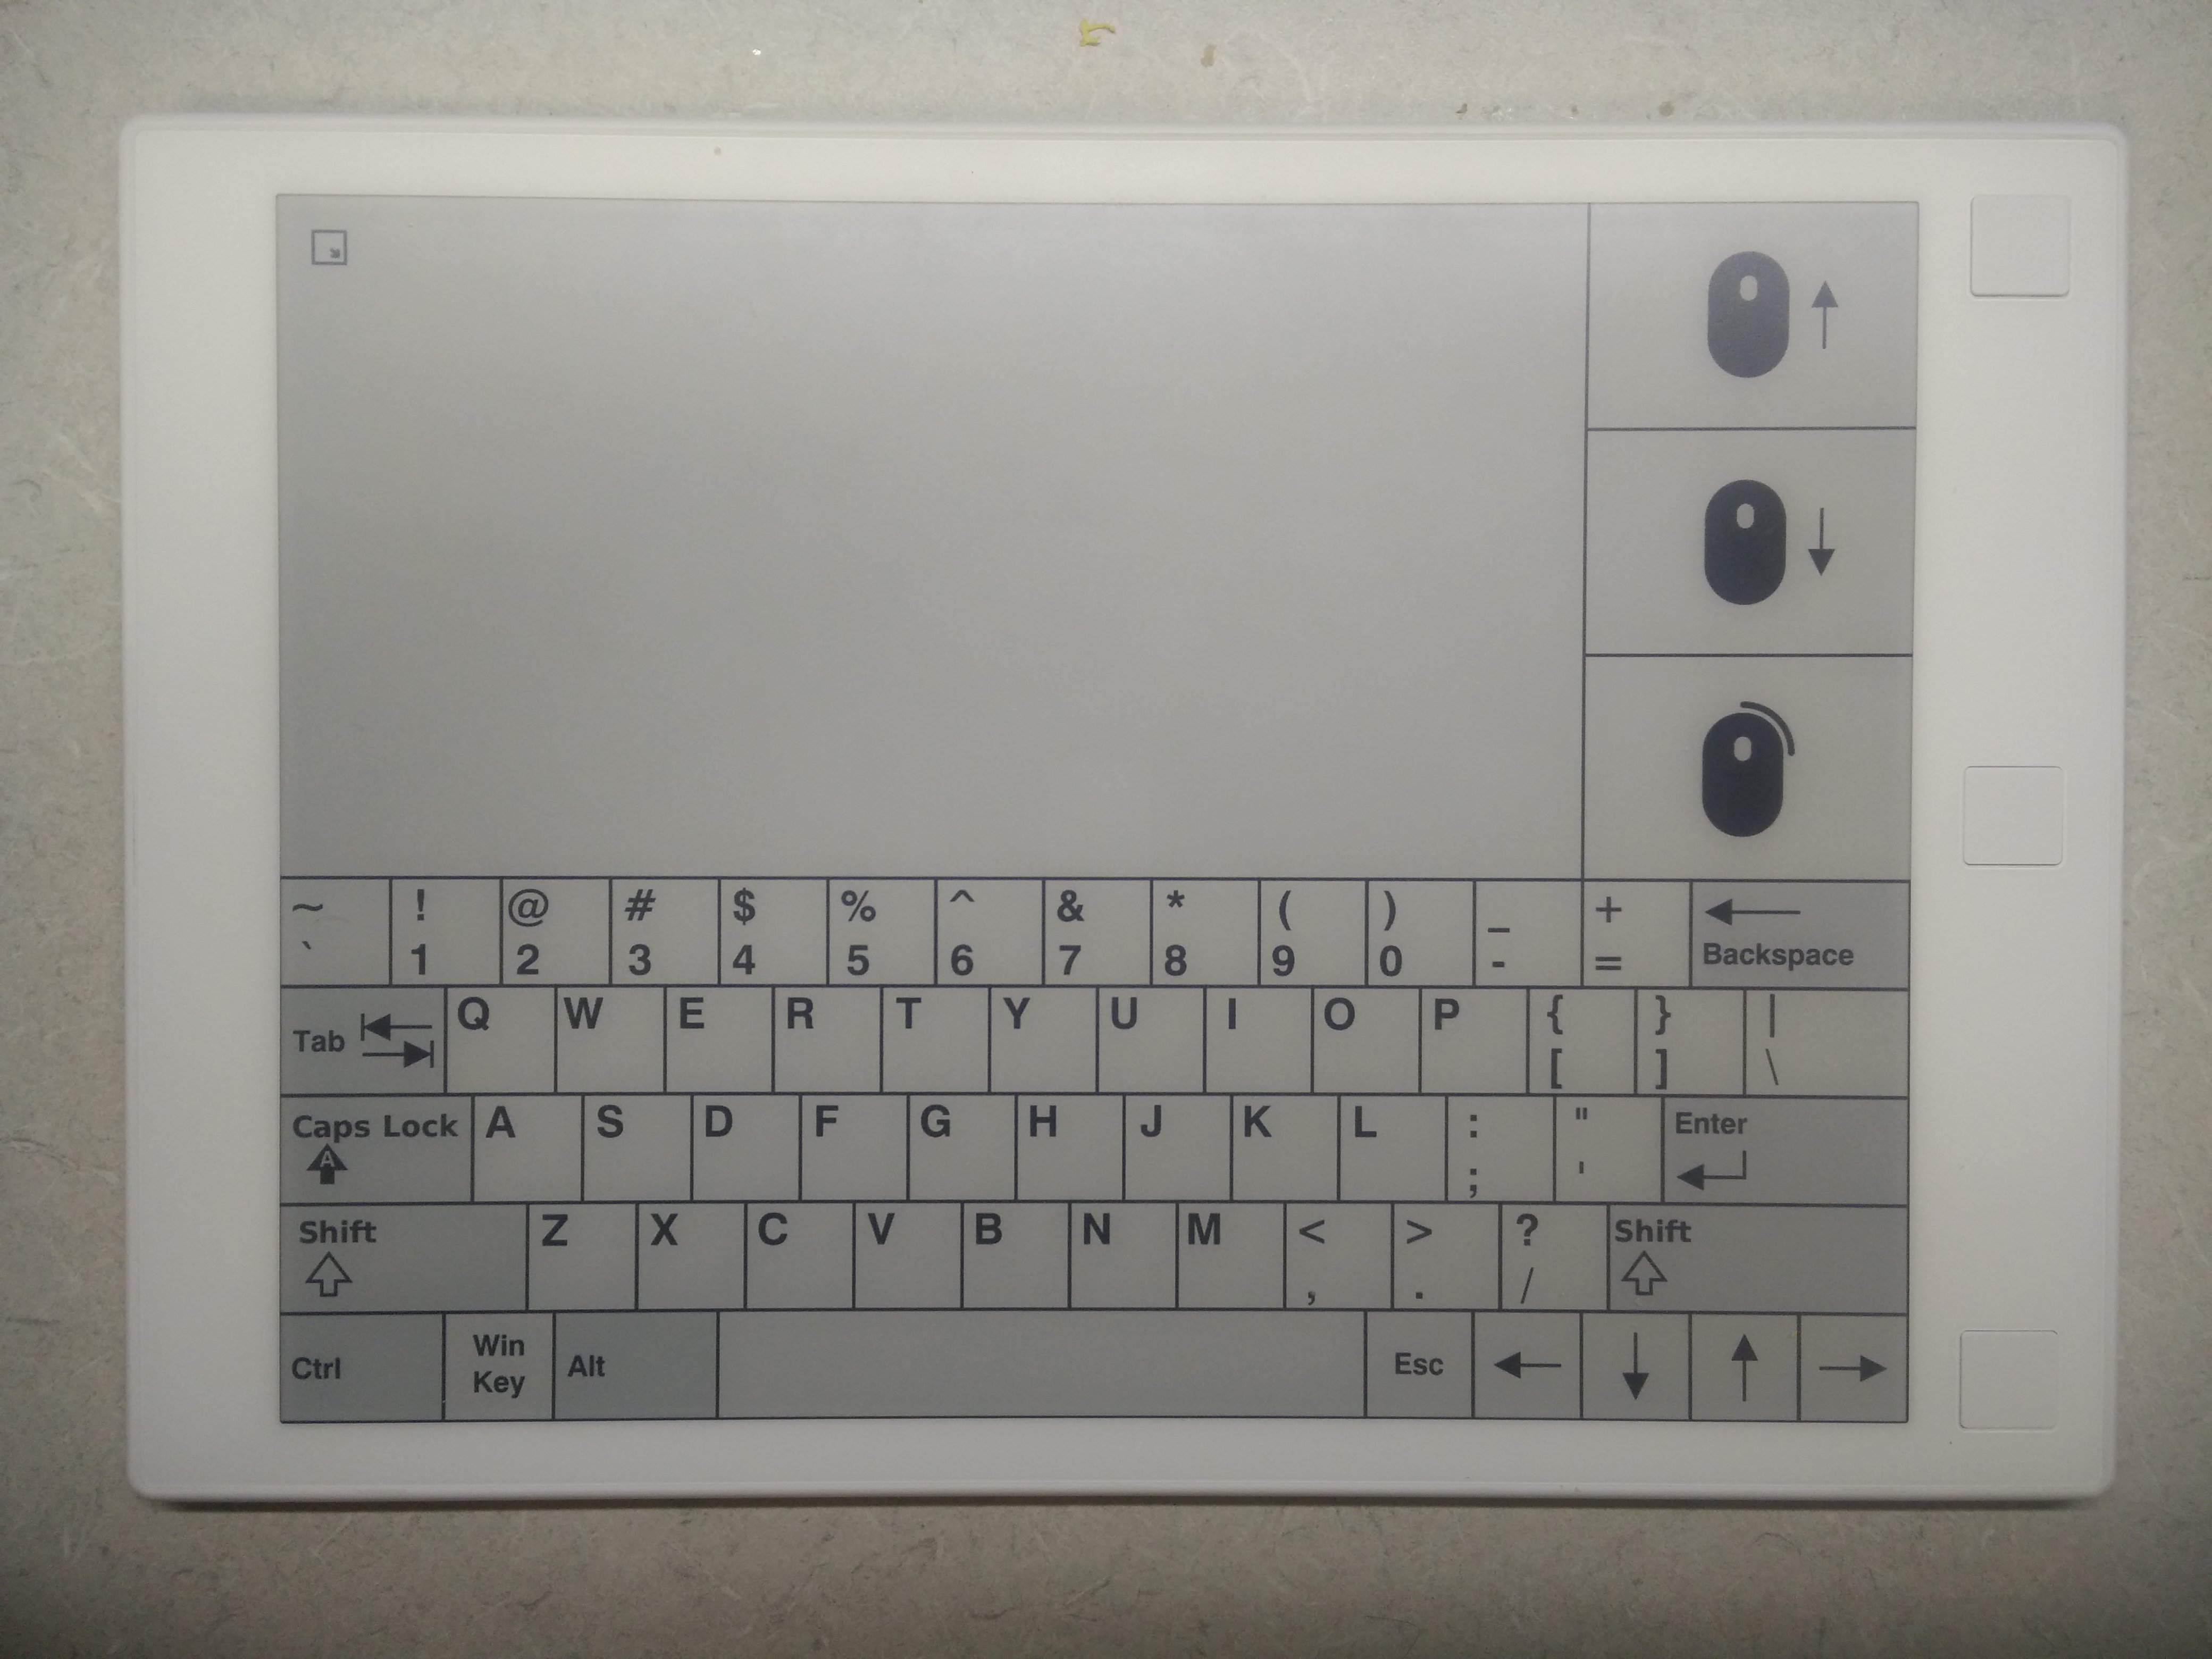 ~ ! @ # $ % ^ & * ( ) _ +
` 1 2 3 4 5 6 7 8 9 0 - = Backspace
Tab Q W E R T Y U I O P { } |
[ ] \
Caps Lock A S D F G H J K L : " Enter
A ; '
Shift Z X C V B N M < > ? Shift
, . /
Ctrl Win Key Alt Esc